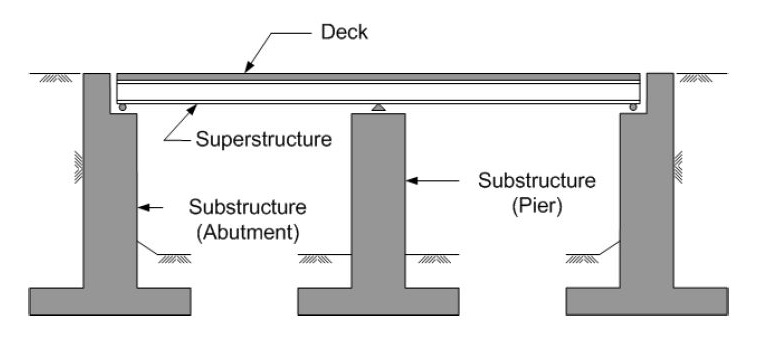 Deck
Superstructure
Substructure
(Pier)
Substructure
(Abutment)